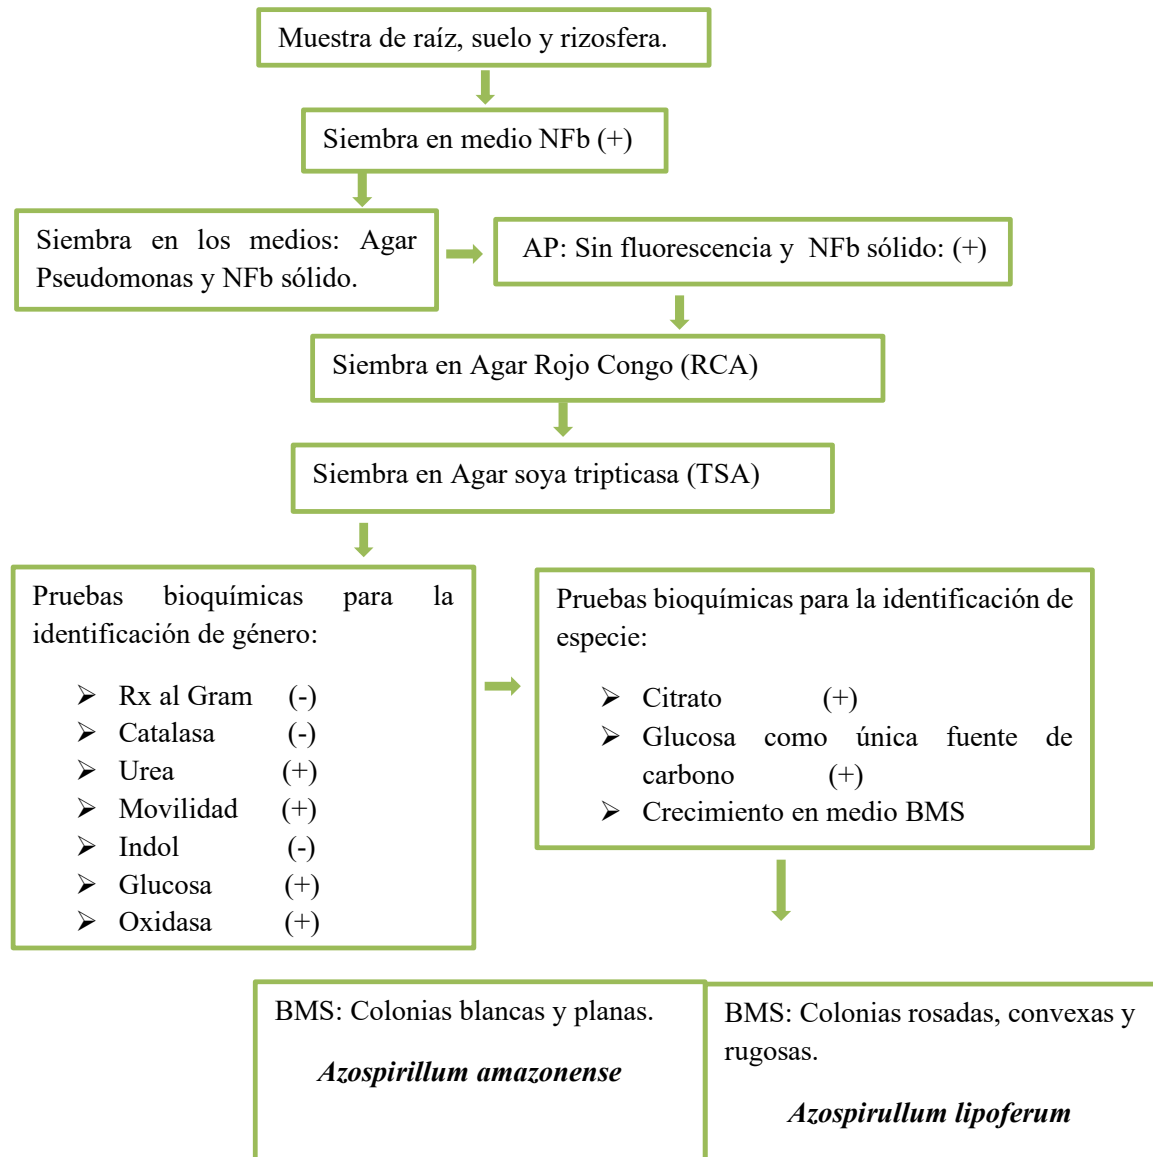 Muestra de raíz, suelo y rizosfera.
Siembra en medio NFb (+)
Siembra en los medios: Agar
Pseudomonas y NFb sólido.
AP: Sin fluorescencia y NFb sólido: (+)
Siembra en Agar Rojo Congo (RCA)
Siembra en Agar soya tripticasa (TSA)
Pruebas bioquímicas para la
identificación de género:
➢ Rx al Gram (-)
➢ Catalasa (-)
➢ Urea (+)
➢ Movilidad (+)
➢ Indol (-)
➢ Glucosa (+)
➢ Oxidasa (+)
Pruebas bioquímicas para la identificación de
especie:
➢ Citrato (+)
➢ Glucosa como única fuente de
carbono (+)
➢ Crecimiento en medio BMS
BMS: Colonias blancas y planas.
Azospirillum amazonense
BMS: Colonias rosadas, convexas y
rugosas.
Azospirullum lipoferum